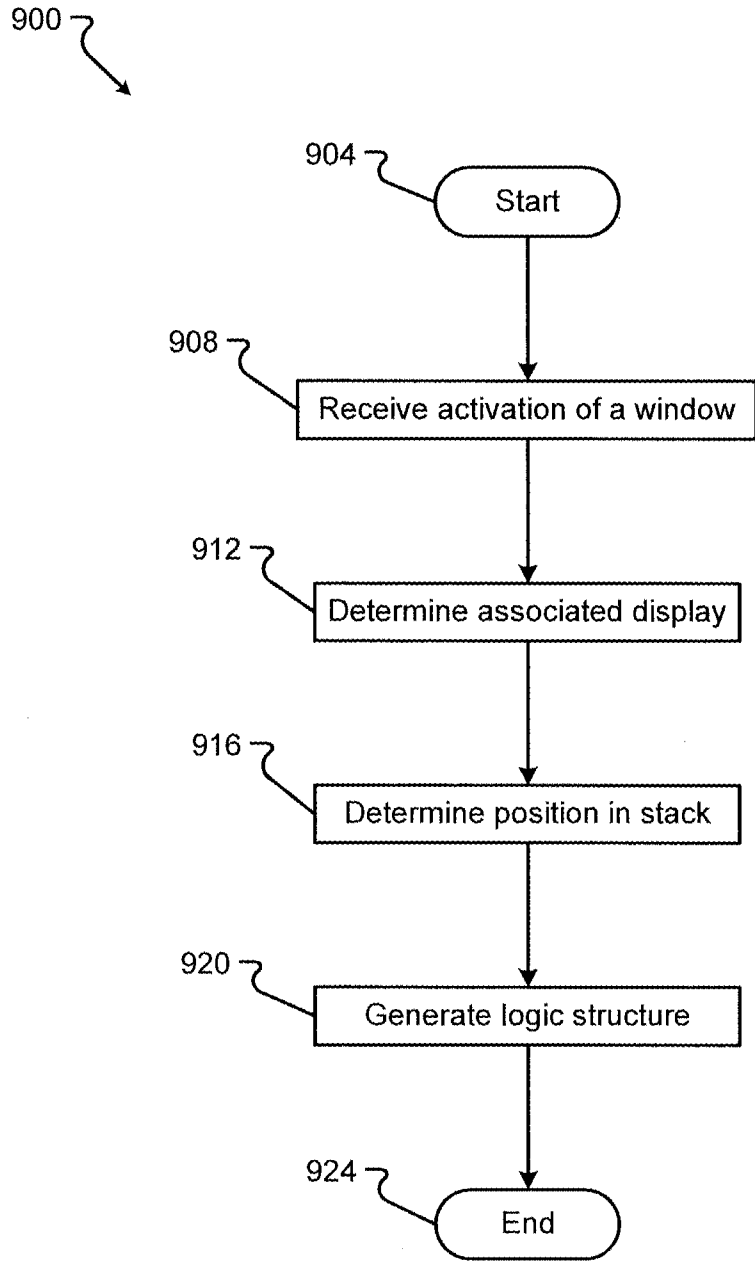 900
904
Start
908
Receive activation of a window
912
Determine associated display
916
Determine position in stack
920
Generate logic structure
924
End